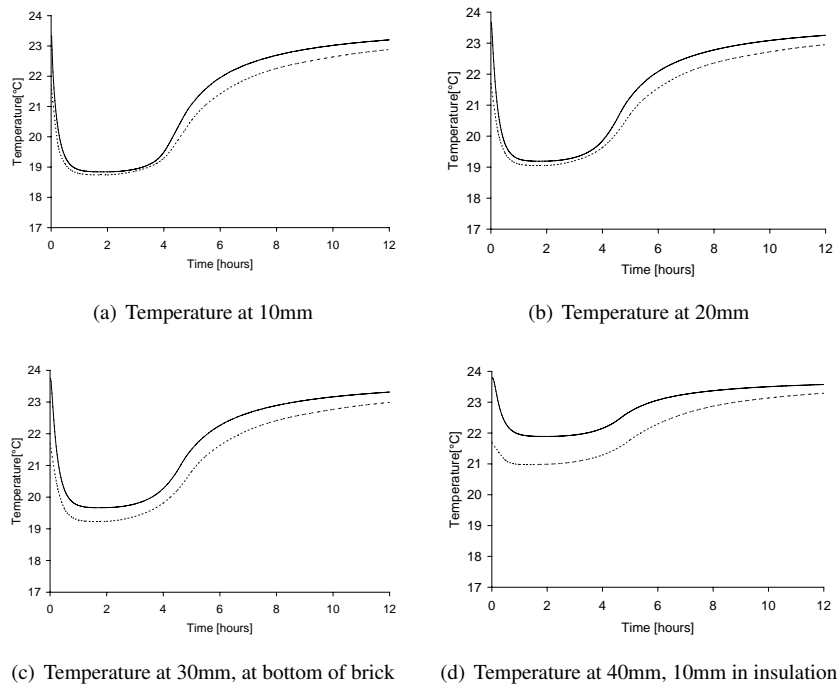 24
23
22
21
20
19
18
17
Temperature[°C]
0 2 4 6 8 10 12
Time [hours]
(a) Temperature at 10mm
24
23
22
21
20
19
18
17
Temperature[°C]
0 2 4 6 8 10 12
Time [hours]
(b) Temperature at 20mm
24
23
22
21
20
19
18
17
Temperature[°C]
0 2 4 6 8 10 12
Time [hours]
(c) Temperature at 30mm, at bottom of brick
24
23
22
21
20
19
18
17
Temperature[°C]
0 2 4 6 8 10 12
Time [hours]
(d) Temperature at 40mm, 10mm in insulation